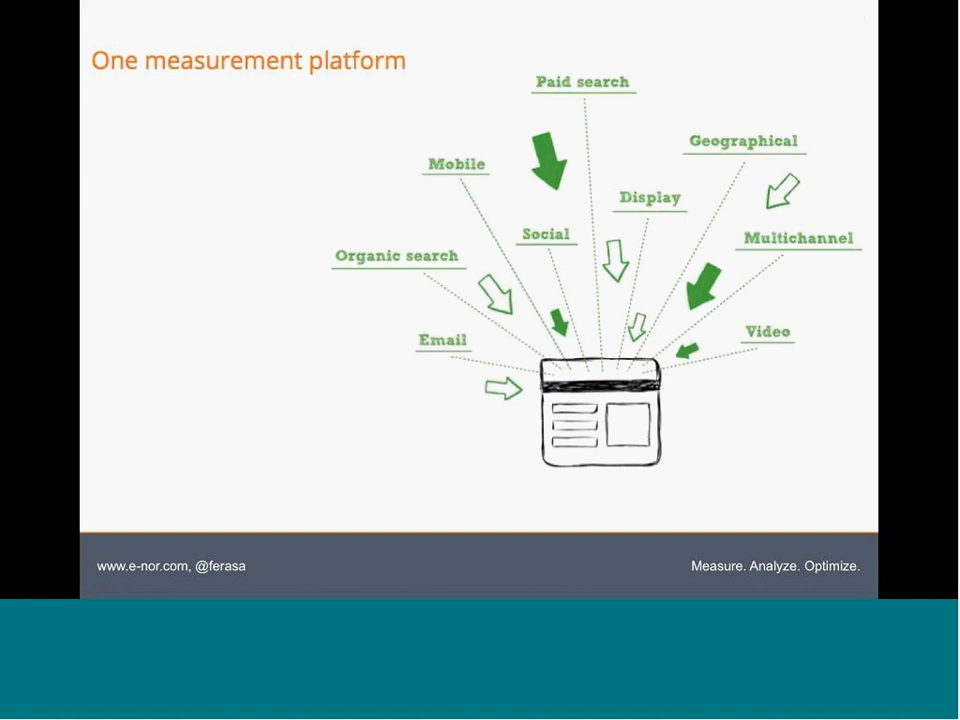 One measurement platform
Paid search
Geographical
Mobile
Display
Social
Multichannel
Organic search
Email
Video
www.e-nor.com, @ferasa
Measure. Analyze. Optimize.